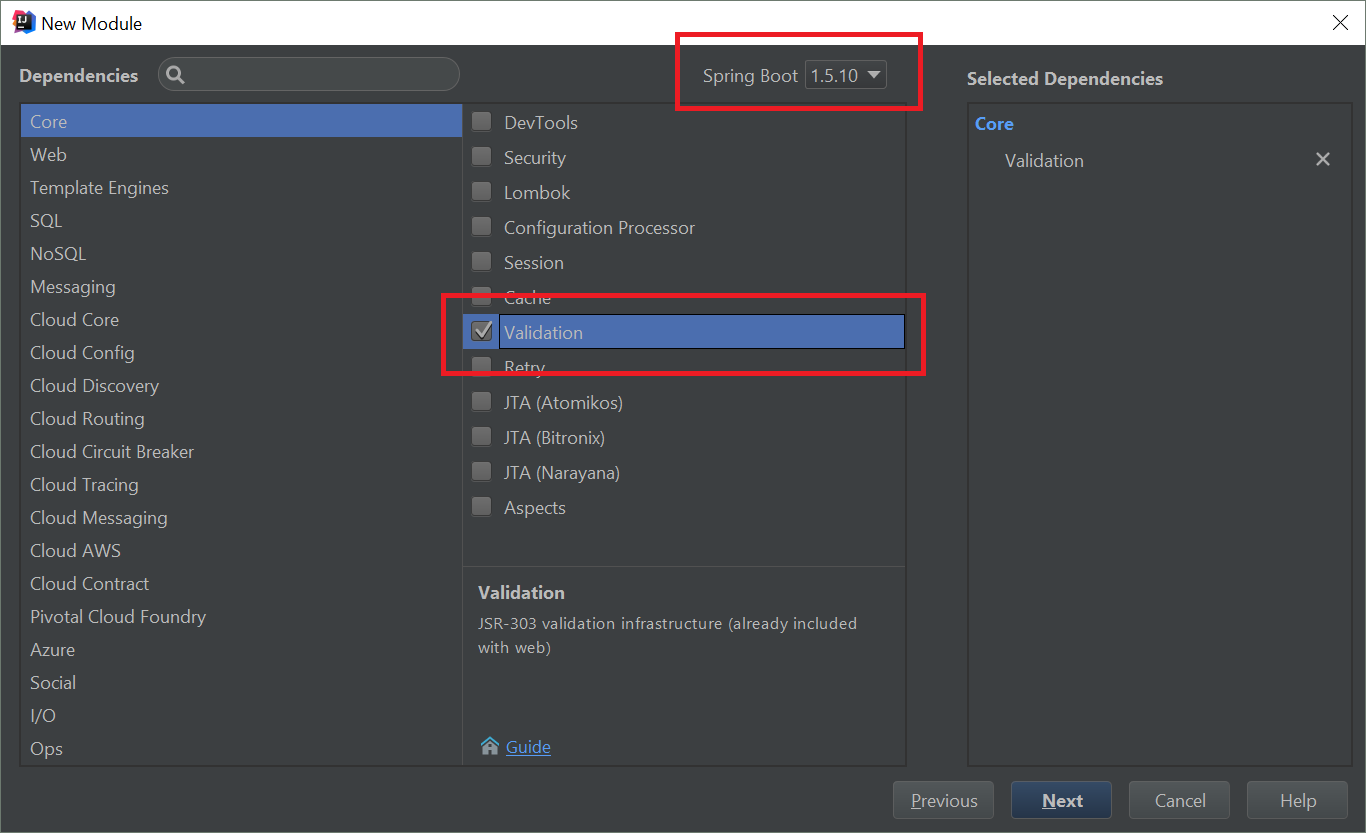 New Module
Dependencies
Spring Boot 1.5.10
Selected Dependencies
Core
Web
Template Engines
SQL
NoSQL
Messaging
Cloud Core
Cloud Config
Cloud Discovery
Cloud Routing
Cloud Circuit Breaker
Cloud Tracing
Cloud Messaging
Cloud AWS
Cloud Contract
Pivotal Cloud Foundry
Azure
Social
I/O
Ops
DevTools
Security
Lombok
Configuration Processor
Session
Cache
Validation
Retry
JTA (Atomikos)
JTA (Bitronix)
JTA (Narayana)
Aspects
Validation
JSR-303 validation infrastructure (already included
with web)
Guide
Core
Validation
Previous
Next
Cancel
Help